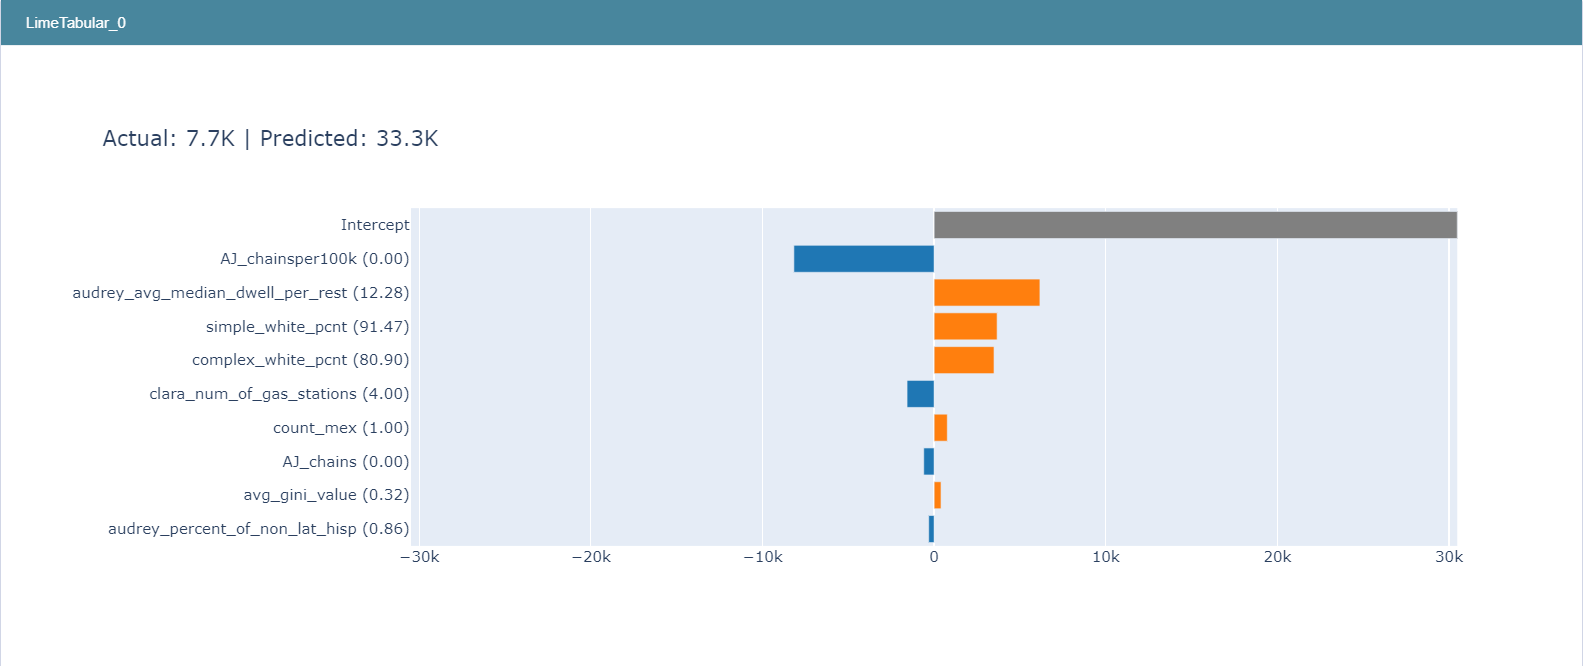 LimeTabular_0
Actual: 7.7K | Predicted: 33.3K
Intercept
AJ_chainsper100k (0.00)
audrey_avg_median_dwell_per_rest (12.28)
simple_white_pcnt (91.47)
complex_white_pcnt (80.90)
clara_num_of_gas_stations (4.00)
count_mex (1.00)
AJ_chains (0.00)
avg_gini_value (0.32)
audrey_percent_of_non_lat_hisp (0.86)
−30k −20k −10k 0 10k 20k 30k